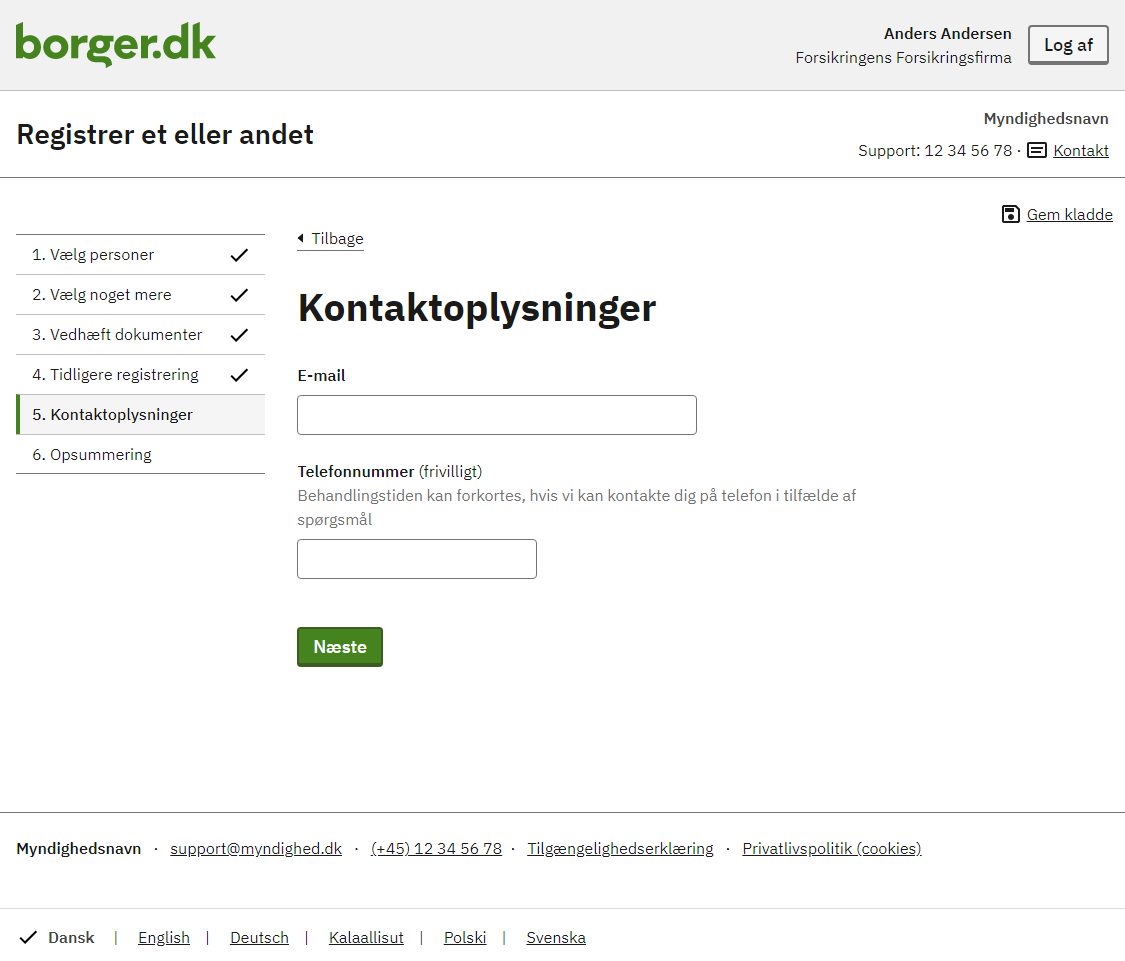 borger.dk
Anders Andersen
Forsikringens Forsikringsfirma
Log af
Registrer et eller andet
Myndighedsnavn
Support: 12 34 56 78 · Kontakt
Gem kladde
1. Vælg personer
2. Vælg noget mere
3. Vedhæft dokumenter
4. Tidligere registrering
5. Kontaktoplysninger
6. Opsummering
Tilbage
Kontaktoplysninger
E-mail
Telefonnummer (frivilligt)
Behandlingstiden kan forkortes, hvis vi kan kontakte dig på telefon i tilfælde af
spørgsmål
Næste
Myndighedsnavn · support@myndighed.dk · (+45) 12 34 56 78 · Tilgængelighedserklæring · Privatlivspolitik (cookies)
Dansk | English | Deutsch | Kalaallisut | Polski | Svenska